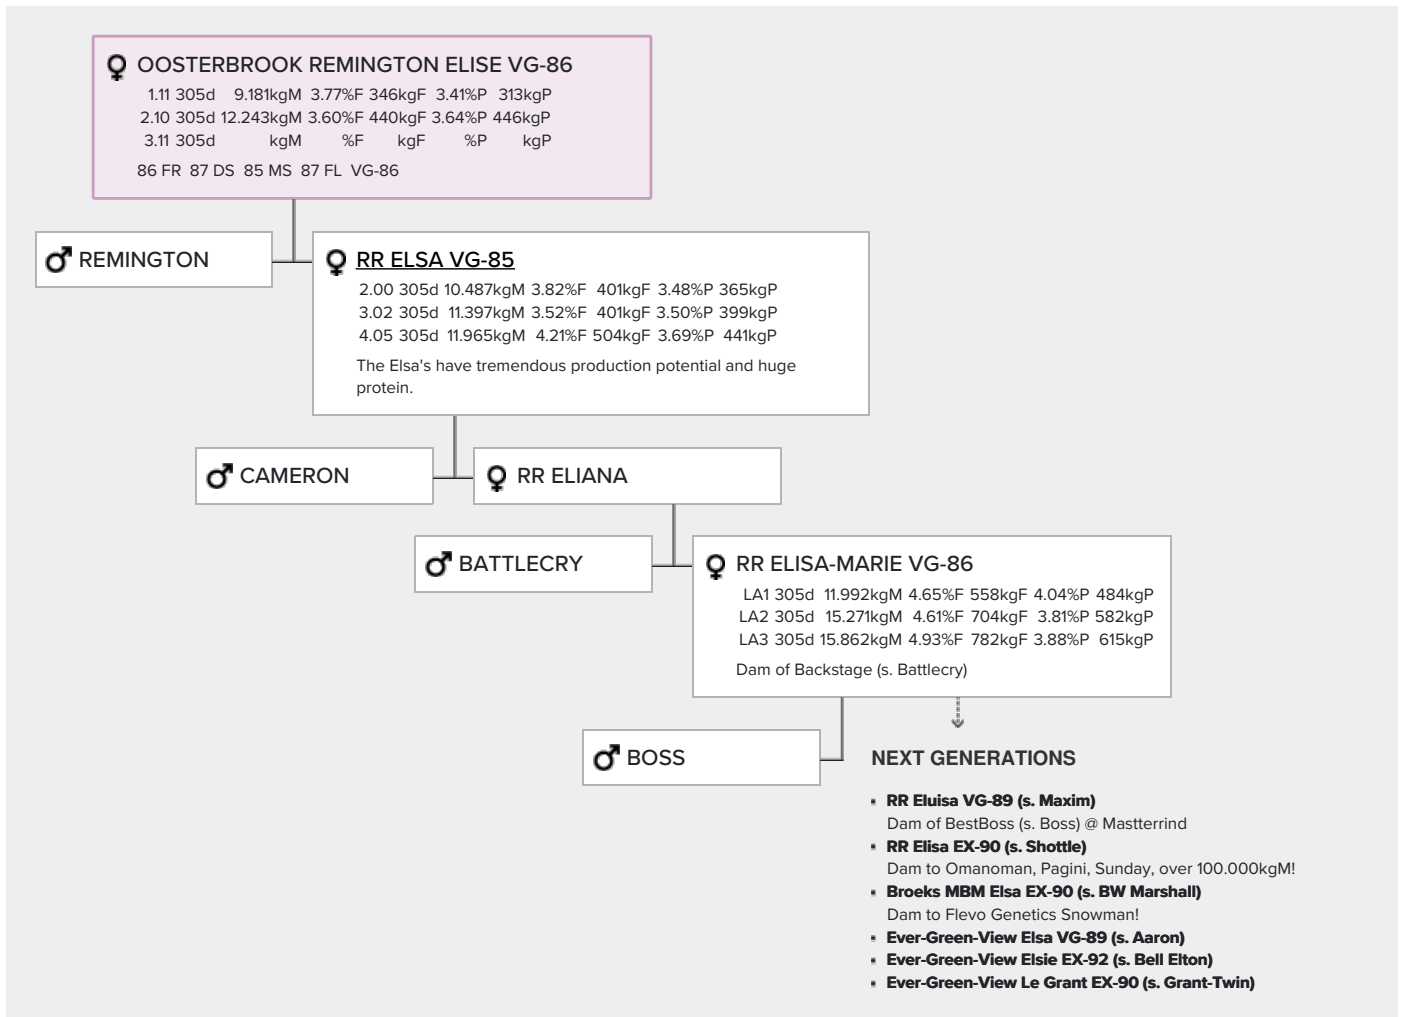 OOSTERBROOK REMINGTON ELISE VG-86
1.11 305d 9.181kgM 3.77%F 346kgF 3.41%P 313kgP
2.10 305d 12.243kgM 3.60%F 440kgF 3.64%P 446kgP
3.11 305d kgM %F kgF %P kgP
86 FR 87 DS 85 MS 87 FL VG-86
REMINGTON
RR ELSA VG-85
2.00 305d 10.487kgM 3.82%F 401kgF 3.48%P 365kgP
3.02 305d 11.397kgM 3.52%F 401kgF 3.50%P 399kgP
4.05 305d 11.965kgM 4.21%F 504kgF 3.69%P 441kgP
The Elsa's have tremendous production potential and huge
protein.
CAMERON
RR ELIANA
BATTLECRY
RR ELISA-MARIE VG-86
LA1 305d 11.992kgM 4.65%F 558kgF 4.04%P 484kgP
LA2 305d 15.271kgM 4.61%F 704kgF 3.81%P 582kgP
LA3 305d 15.862kgM 4.93%F 782kgF 3.88%P 615kgP
Dam of Backstage (s. Battlecry)
BOSS
NEXT GENERATIONS
RR Eluisa VG-89 (s. Maxim)
Dam of BestBoss (s. Boss) @ Mastterrind
RR Elisa EX-90 (s. Shottle)
Dam to Omanoman, Pagini, Sunday, over 100.000kgM!
Broeks MBM Elsa EX-90 (s. BW Marshall)
Dam to Flevo Genetics Snowman!
Ever-Green-View Elsa VG-89 (s. Aaron)
Ever-Green-View Elsie EX-92 (s. Bell Elton)
Ever-Green-View Le Grant EX-90 (s. Grant-Twin)